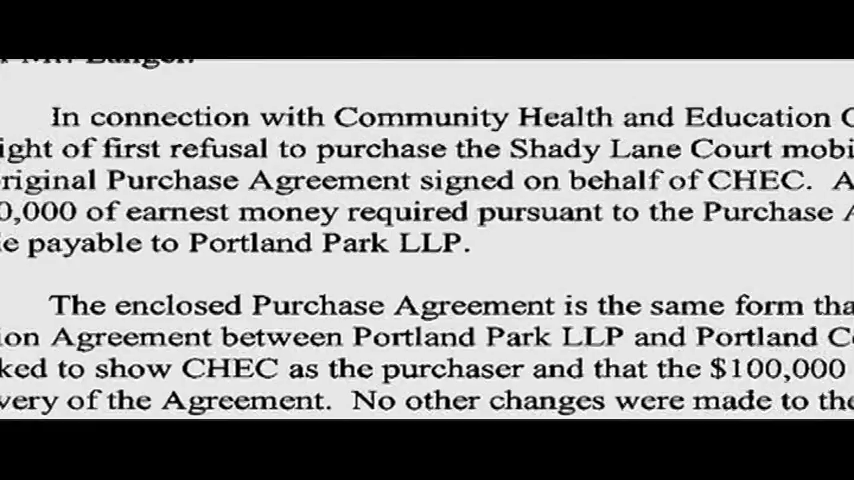 In connection with Community Health and Education C
ight of first refusal to purchase the Shady Lane Court mobi
original Purchase Agreement signed on behalf of CHEC. A
0,000 of earnest money required pursuant to the Purchase A
e payable to Portland Park LLP.
The enclosed Purchase Agreement is the same form tha
ion Agreement between Portland Park LLP and Portland Co
ked to show CHEC as the purchaser and that the $100,000
very of the Agreement. No other changes were made to the